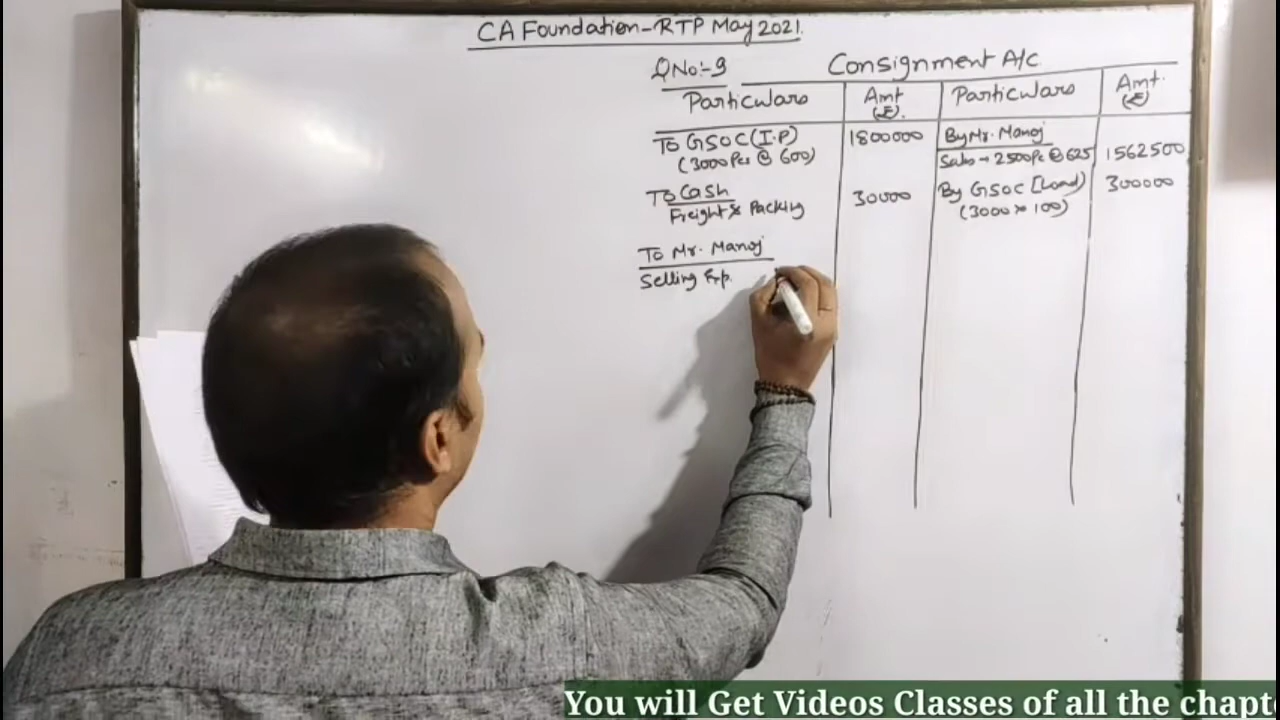 CA Foundation-RTP May 2021.
QNo:-9
Consignment A/c
Particulars Amt (₹). Particulars Amt. (₹)
To GSOC (I.P) 1800000 By Mr. Manoj
(3000 Pcs @ 600) Sales → 2500 Pc @ 625 1562500
To Cash 30000 By GSOC [Load] 300000
Freight & Packing (3000 × 100)
To Mr. Manoj
Selling Exp.
You will Get Videos Classes of all the chapt